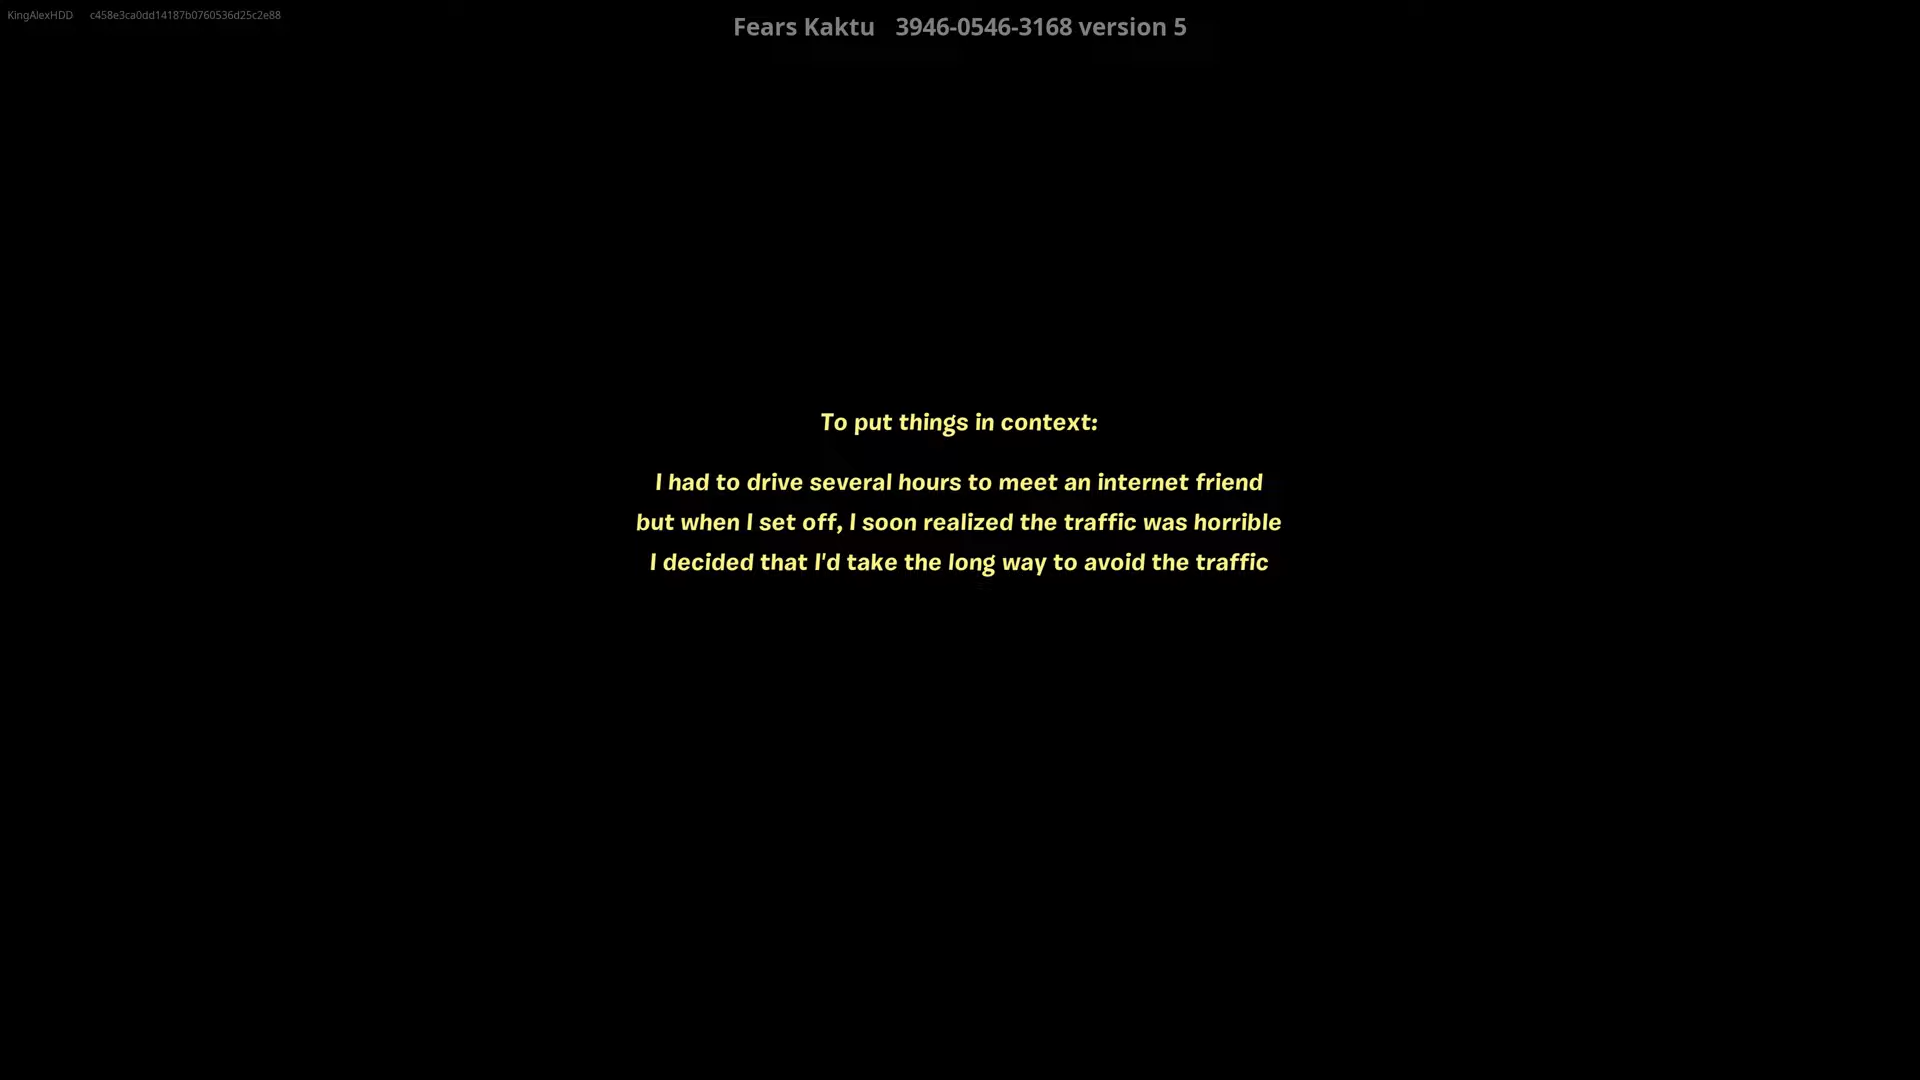 KingAlexHDD c458e3ca0dd14187b0760536d25c2e88
Fears Kaktu 3946-0546-3168 version 5
To put things in context:
I had to drive several hours to meet an internet friend
but when I set off, I soon realized the traffic was horrible
I decided that I'd take the long way to avoid the traffic